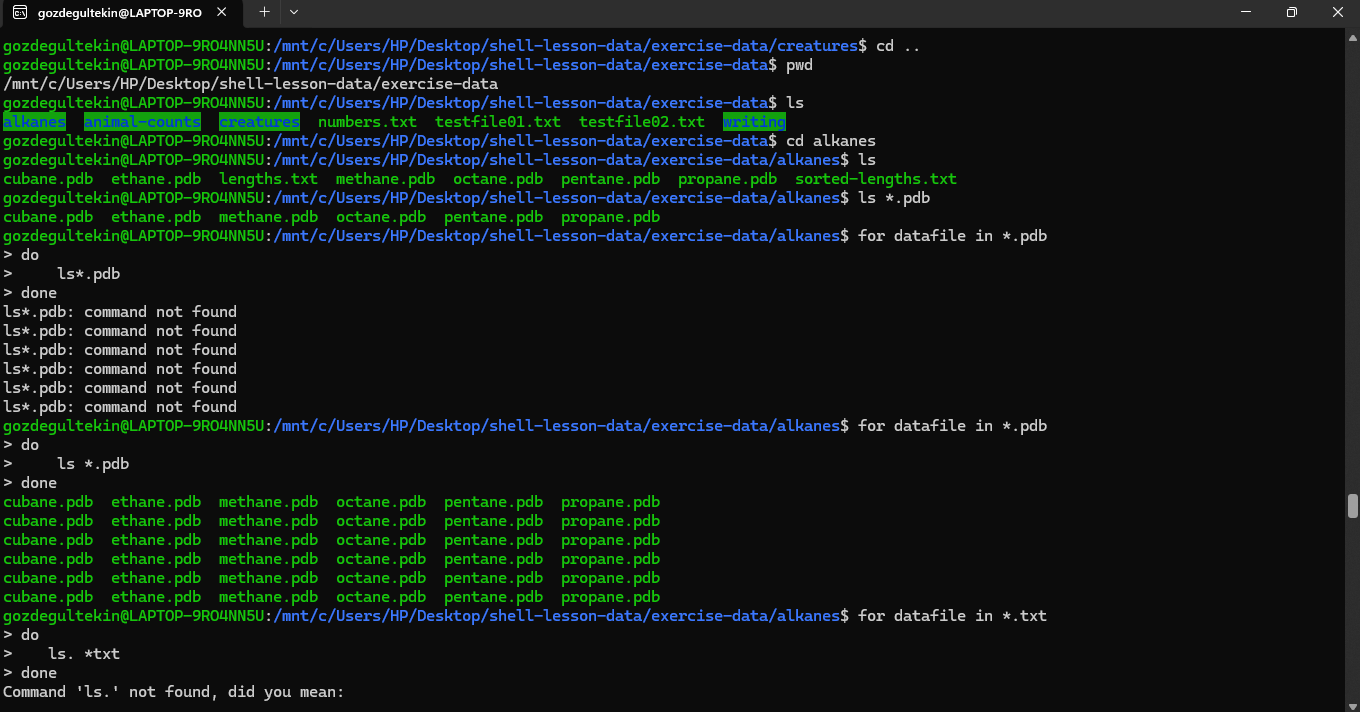 gozdegultekin@LAPTOP-9RO
gozdegultekin@LAPTOP-9RO4NN5U:/mnt/c/Users/HP/Desktop/shell-lesson-data/exercise-data/creatures$ cd ..
gozdegultekin@LAPTOP-9RO4NN5U:/mnt/c/Users/HP/Desktop/shell-lesson-data/exercise-data$ pwd
/mnt/c/Users/HP/Desktop/shell-lesson-data/exercise-data
gozdegultekin@LAPTOP-9RO4NN5U:/mnt/c/Users/HP/Desktop/shell-lesson-data/exercise-data$ ls
alkanes  animal-counts  creatures  numbers.txt  testfile01.txt  testfile02.txt  writing
gozdegultekin@LAPTOP-9RO4NN5U:/mnt/c/Users/HP/Desktop/shell-lesson-data/exercise-data$ cd alkanes
gozdegultekin@LAPTOP-9RO4NN5U:/mnt/c/Users/HP/Desktop/shell-lesson-data/exercise-data/alkanes$ ls
cubane.pdb  ethane.pdb  lengths.txt  methane.pdb  octane.pdb  pentane.pdb  propane.pdb  sorted-lengths.txt
gozdegultekin@LAPTOP-9RO4NN5U:/mnt/c/Users/HP/Desktop/shell-lesson-data/exercise-data/alkanes$ ls *.pdb
cubane.pdb  ethane.pdb  methane.pdb  octane.pdb  pentane.pdb  propane.pdb
gozdegultekin@LAPTOP-9RO4NN5U:/mnt/c/Users/HP/Desktop/shell-lesson-data/exercise-data/alkanes$ for datafile in *.pdb
> do
>     ls*.pdb
> done
ls*.pdb: command not found
ls*.pdb: command not found
ls*.pdb: command not found
ls*.pdb: command not found
ls*.pdb: command not found
ls*.pdb: command not found
gozdegultekin@LAPTOP-9RO4NN5U:/mnt/c/Users/HP/Desktop/shell-lesson-data/exercise-data/alkanes$ for datafile in *.pdb
> do
>     ls *.pdb
> done
cubane.pdb  ethane.pdb  methane.pdb  octane.pdb  pentane.pdb  propane.pdb
cubane.pdb  ethane.pdb  methane.pdb  octane.pdb  pentane.pdb  propane.pdb
cubane.pdb  ethane.pdb  methane.pdb  octane.pdb  pentane.pdb  propane.pdb
cubane.pdb  ethane.pdb  methane.pdb  octane.pdb  pentane.pdb  propane.pdb
cubane.pdb  ethane.pdb  methane.pdb  octane.pdb  pentane.pdb  propane.pdb
cubane.pdb  ethane.pdb  methane.pdb  octane.pdb  pentane.pdb  propane.pdb
gozdegultekin@LAPTOP-9RO4NN5U:/mnt/c/Users/HP/Desktop/shell-lesson-data/exercise-data/alkanes$ for datafile in *.txt
> do
>    ls. *txt
> done
Command 'ls.' not found, did you mean: